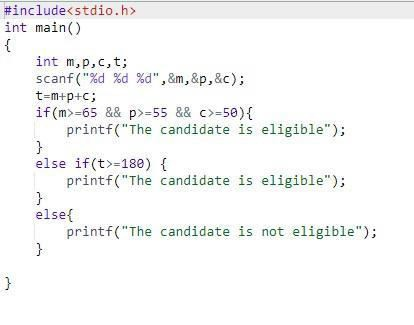 #include<stdio.h>
int main()
{
int m,p,c,t;
scanf("%d %d %d",&m,&p,&c);
t=m+p+c;
if(m>=65 && p>=55 && c>=50){
printf("The candidate is eligible");
}
else if(t>=180) {
printf("The candidate is eligible");
}
else{
printf("The candidate is not eligible");
}
}